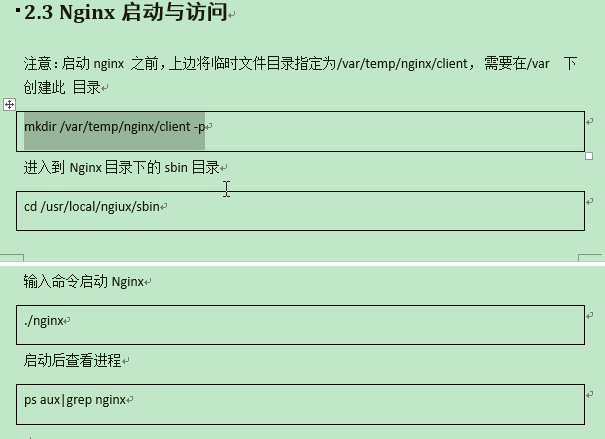 2.3 Nginx 启动与访问
注意：启动 nginx 之前，上边将临时文件目录指定为/var/temp/nginx/client， 需要在/var 下
创建此 目录
mkdir /var/temp/nginx/client -p
进入到 Nginx 目录下的 sbin 目录
cd /usr/local/ngiux/sbin
输入命令启动 Nginx
./nginx
启动后查看进程
ps aux|grep nginx